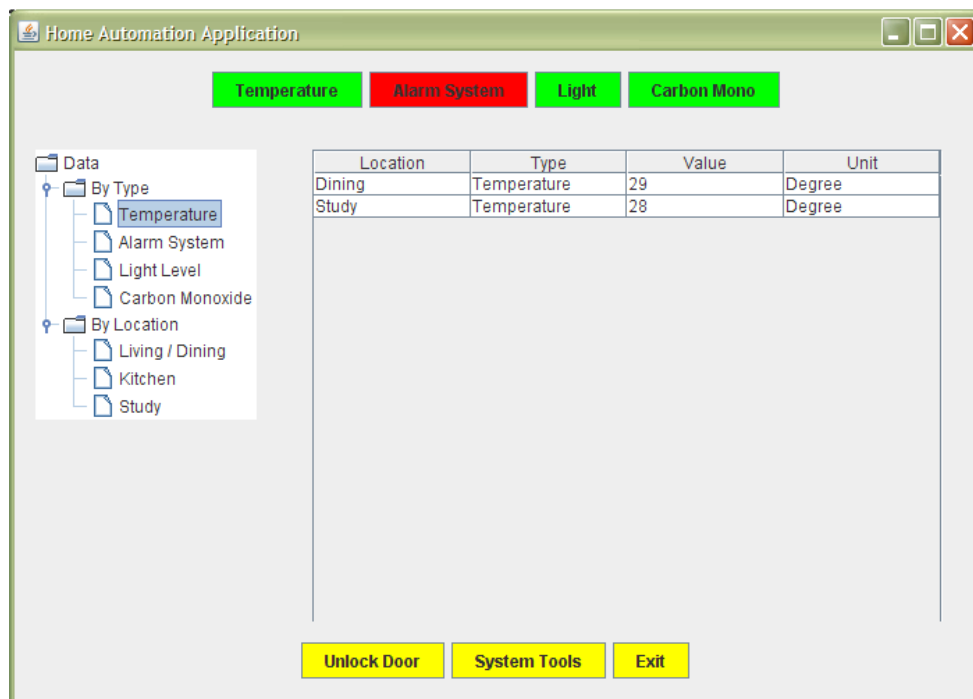 Home Automation Application
Temperature Alarm System Light Carbon Mono
Data
By Type
Temperature
Alarm System
Light Level
Carbon Monoxide
By Location
Living / Dining
Kitchen
Study
Location Type Value Unit
Dining Temperature 29 Degree
Study Temperature 28 Degree
Unlock Door System Tools Exit